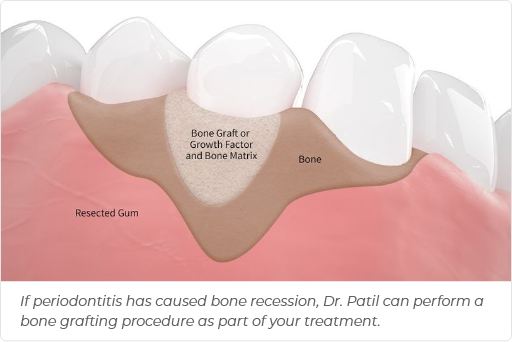 Bone Graft or
Growth Factor
and Bone Matrix
Bone
Resected Gum
If periodontitis has caused bone recession, Dr. Patil can perform a
bone grafting procedure as part of your treatment.